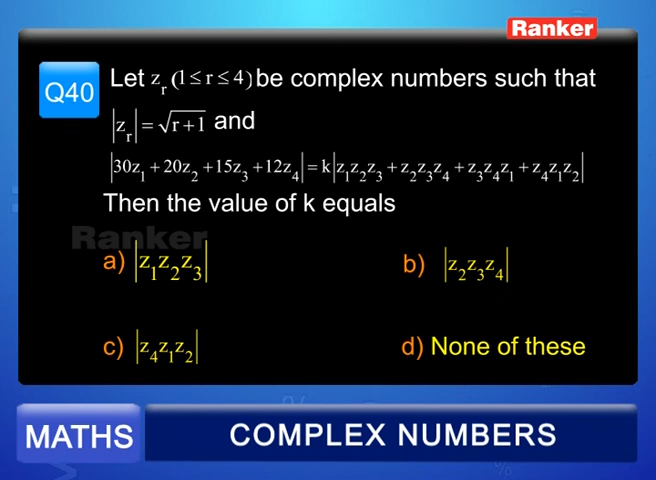 Ranker
Q40
Let z_r (1 ≤ r ≤ 4) be complex numbers such that
|z_r| = √(r+1) and
|30z_1 + 20z_2 + 15z_3 + 12z_4| = k|z_1z_2z_3 + z_2z_3z_4 + z_3z_4z_1 + z_4z_1z_2|
Then the value of k equals
Ranker
a) |z_1z_2z_3|
b) |z_2z_3z_4|
c) |z_4z_1z_2|
d) None of these
MATHS
COMPLEX NUMBERS
%
%